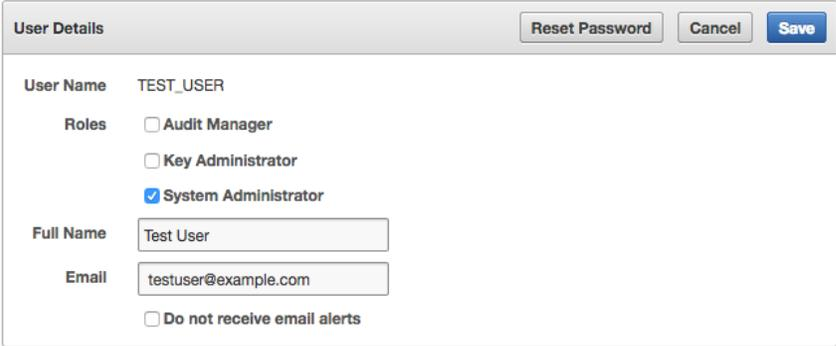 User Details Reset Password Cancel Save
User Name TEST_USER
Roles Audit Manager
Key Administrator
System Administrator
Full Name Test User
Email testuser@example.com
Do not receive email alerts